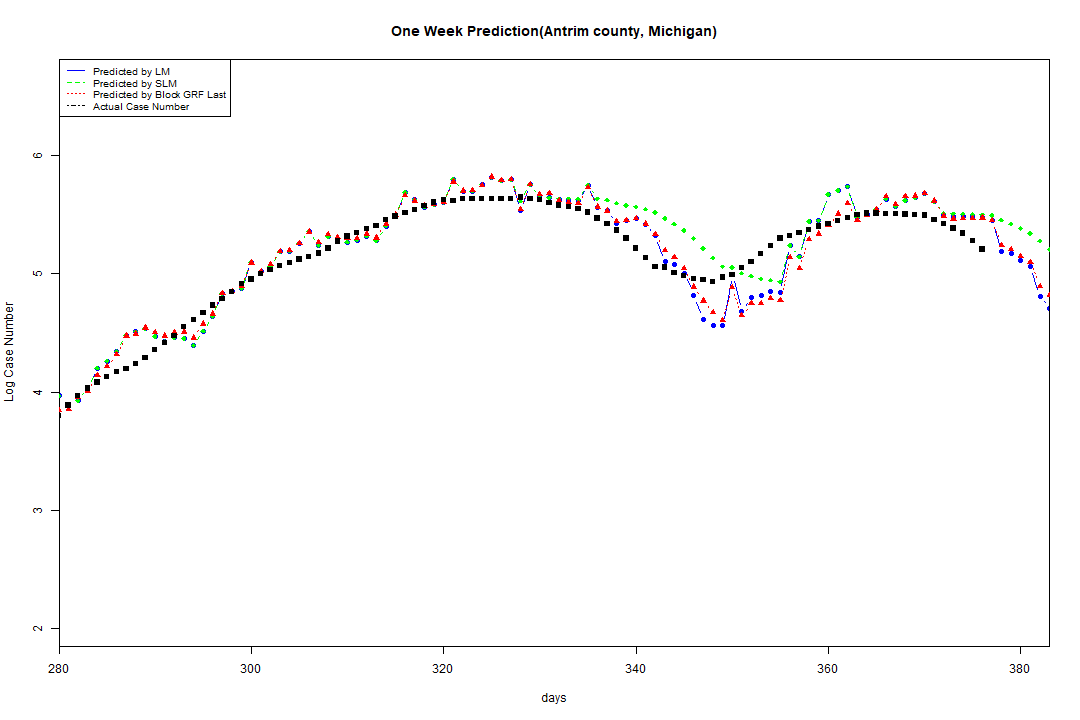 One Week Prediction(Antrim county, Michigan)
Predicted by LM
Predicted by SLM
Predicted by Block GRF Last
Actual Case Number
6
5
4
3
2
Log Case Number
280 300 320 340 360 380
days